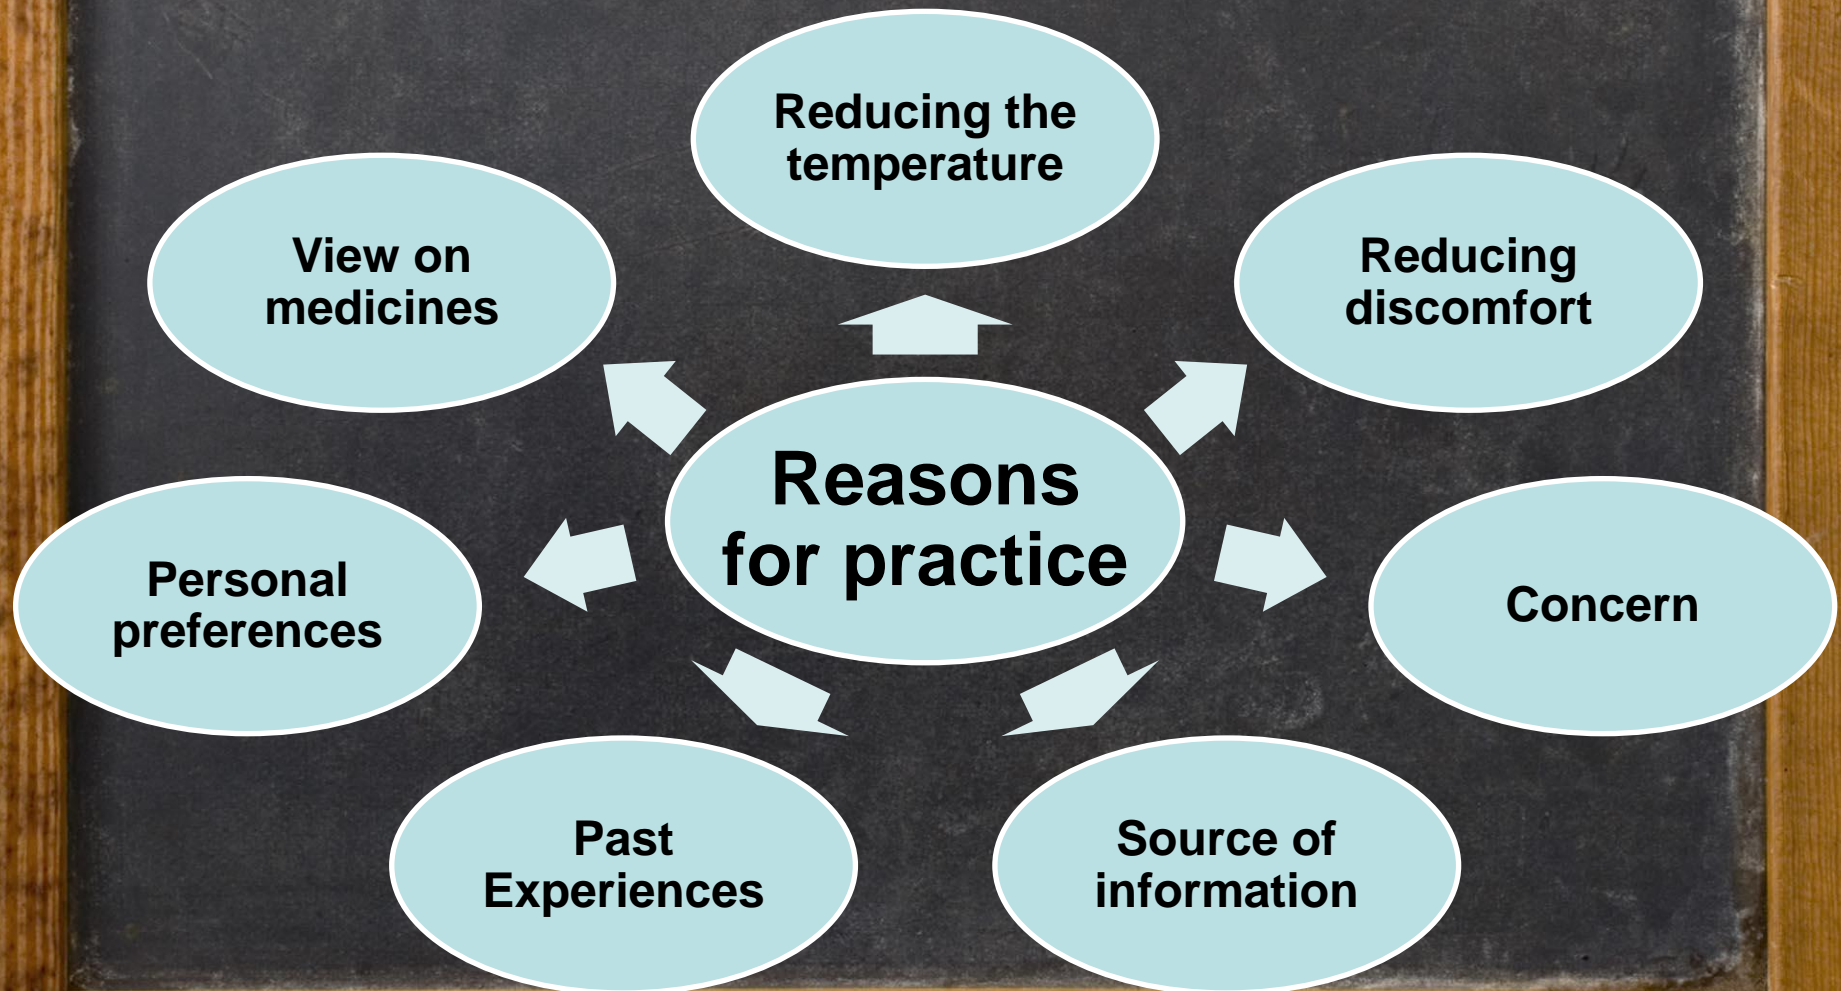 Reducing the
temperature
View on
medicines
Reducing
discomfort
Reasons
for practice
Personal
preferences
Concern
Past
Experiences
Source of
information